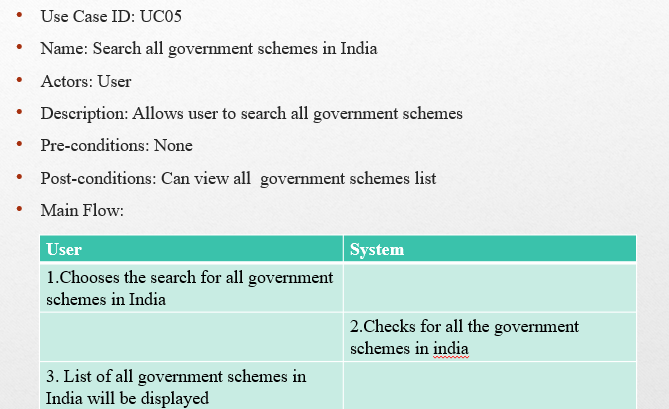 • Use Case ID: UC05
• Name: Search all government schemes in India
• Actors: User
• Description: Allows user to search all government schemes
• Pre-conditions: None
• Post-conditions: Can view all  government schemes list
• Main Flow:
User System
1.Chooses the search for all government
schemes in India
2.Checks for all the government
schemes in india
3. List of all government schemes in
India will be displayed